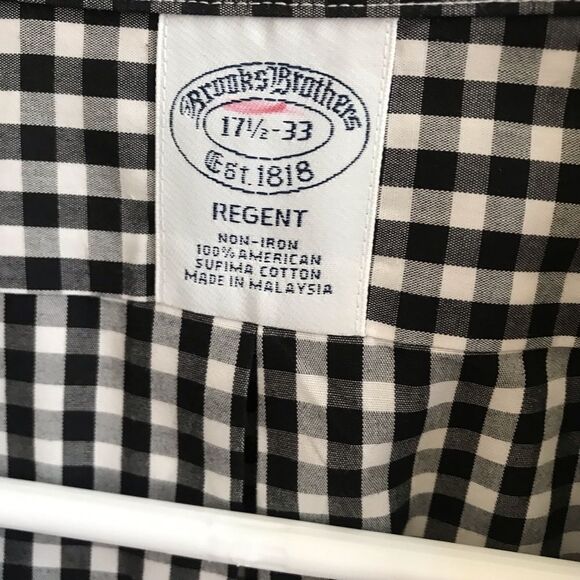 Brooks Brothers
17½-33
Est. 1818
REGENT
NON-IRON
100% AMERICAN
SUPIMA COTTON
MADE IN MALAYSIA